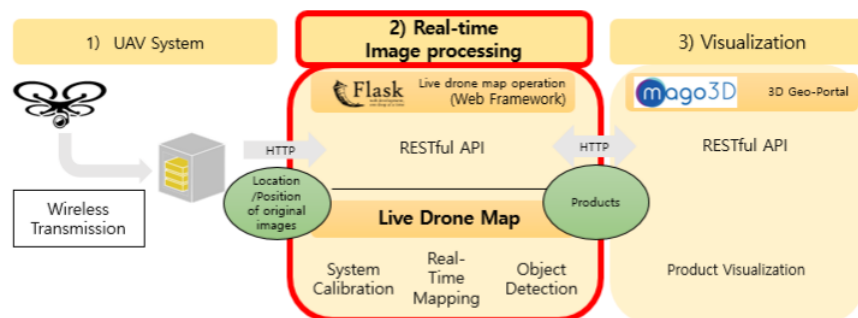 1) UAV System
2) Real-time
Image processing
3) Visualization
Flask
Live drone map operation
(Web Framework)
mago3D
3D Geo-Portal
HTTP
RESTful API
HTTP
RESTful API
Location
/Position
of original
images
Products
Wireless
Transmission
Live Drone Map
System
Calibration
Real-
Time
Mapping
Object
Detection
Product Visualization